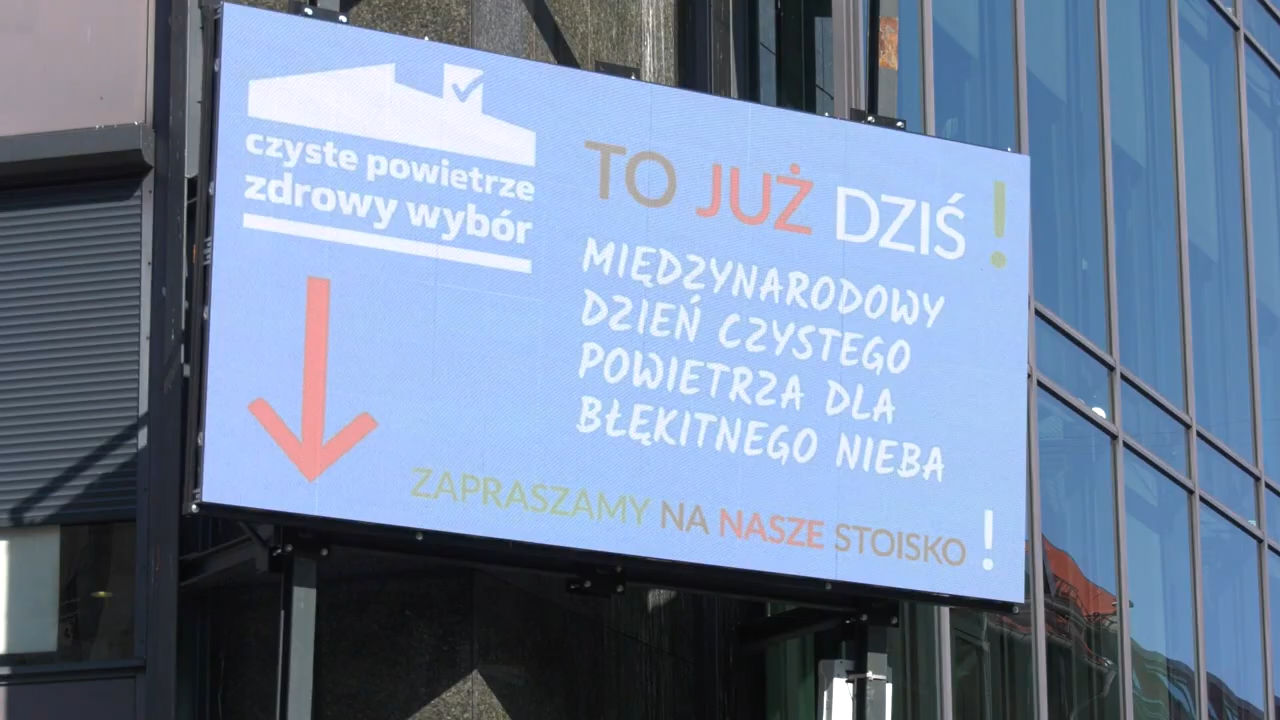 czyste powietrze
zdrowy wybór
TO JUŻ DZIŚ !
MIĘDZYNARODOWY
DZIEŃ CZYSTEGO
POWIETRZA DLA
BŁĘKITNEGO NIEBA
ZAPRASZAMY NA NASZE STOISKO !